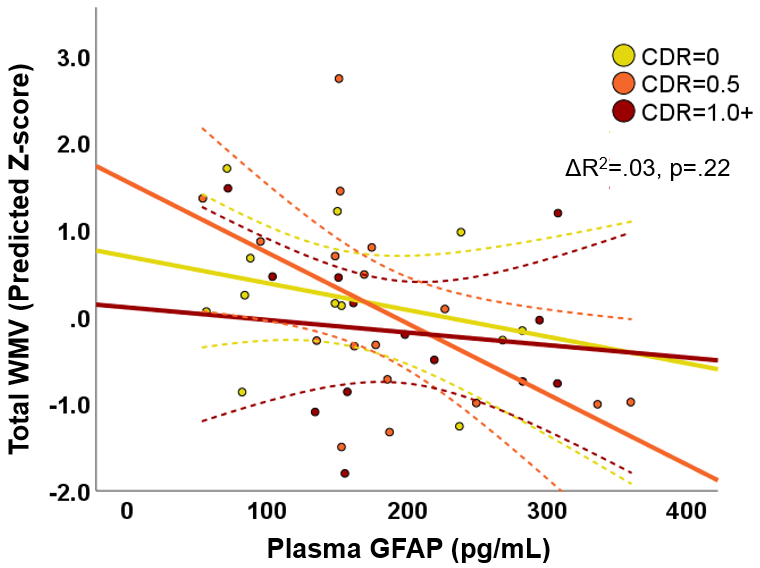 3.0
2.0
1.0
.0
-1.0
-2.0
0
100
200
300
400
Total WMV (Predicted Z-score)
Plasma GFAP (pg/mL)
CDR=0
CDR=0.5
CDR=1.0+
ΔR²=.03, p=.22